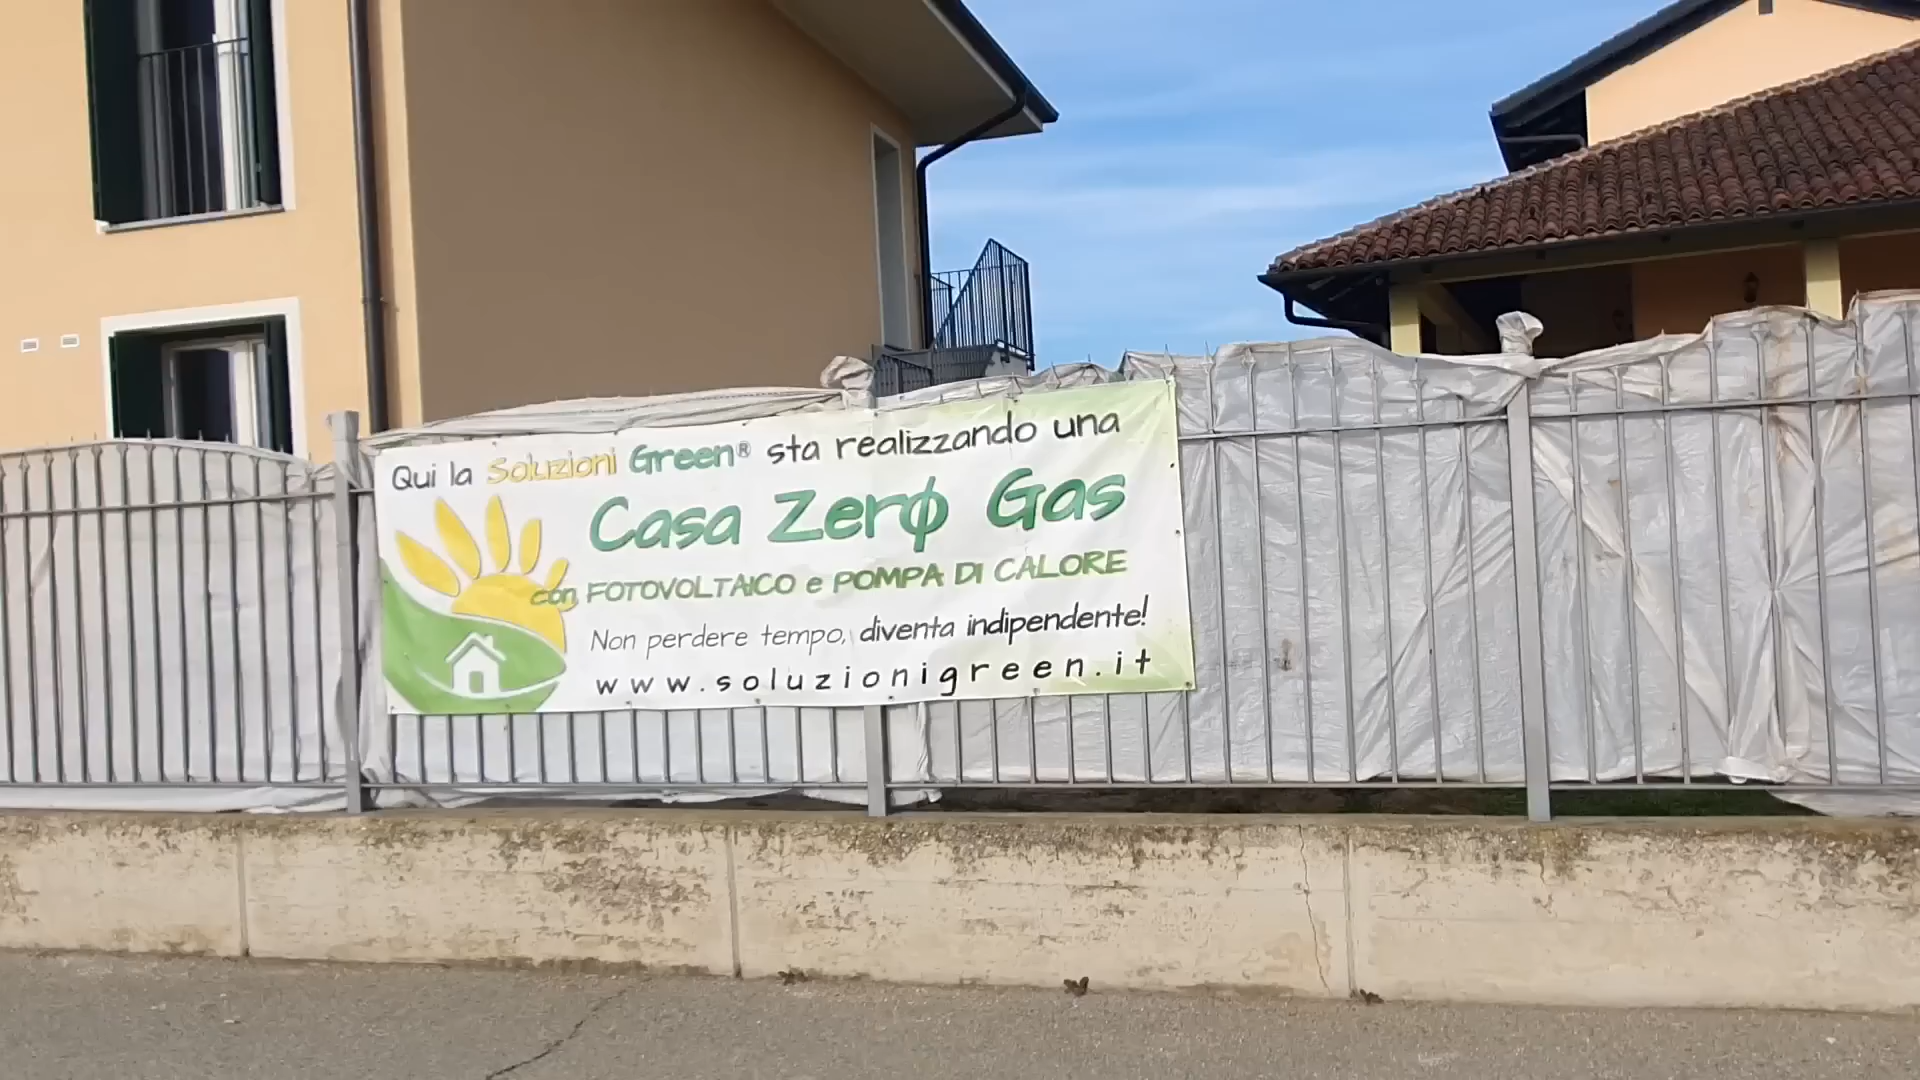 Qui la Soluzioni Green® sta realizzando una
Casa Zerø Gas
con FOTOVOLTAICO e POMPA DI CALORE
Non perdere tempo, diventa indipendente!
www.soluzionigreen.it